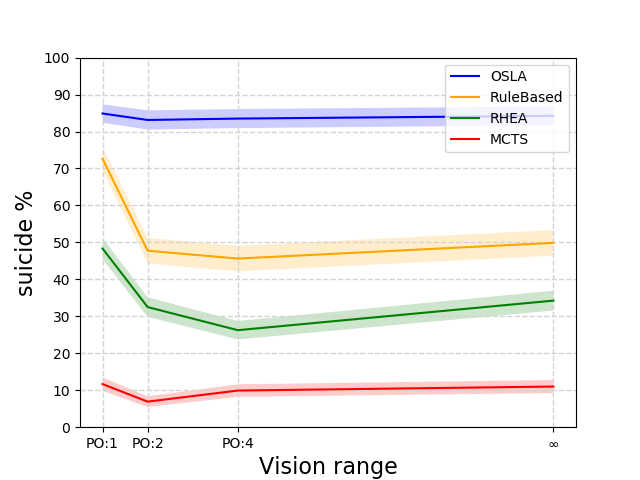 100
90
80
70
60
50
40
30
20
10
0
suicide %
OSLA
RuleBased
RHEA
MCTS
PO:1 PO:2 PO:4 ∞
Vision range